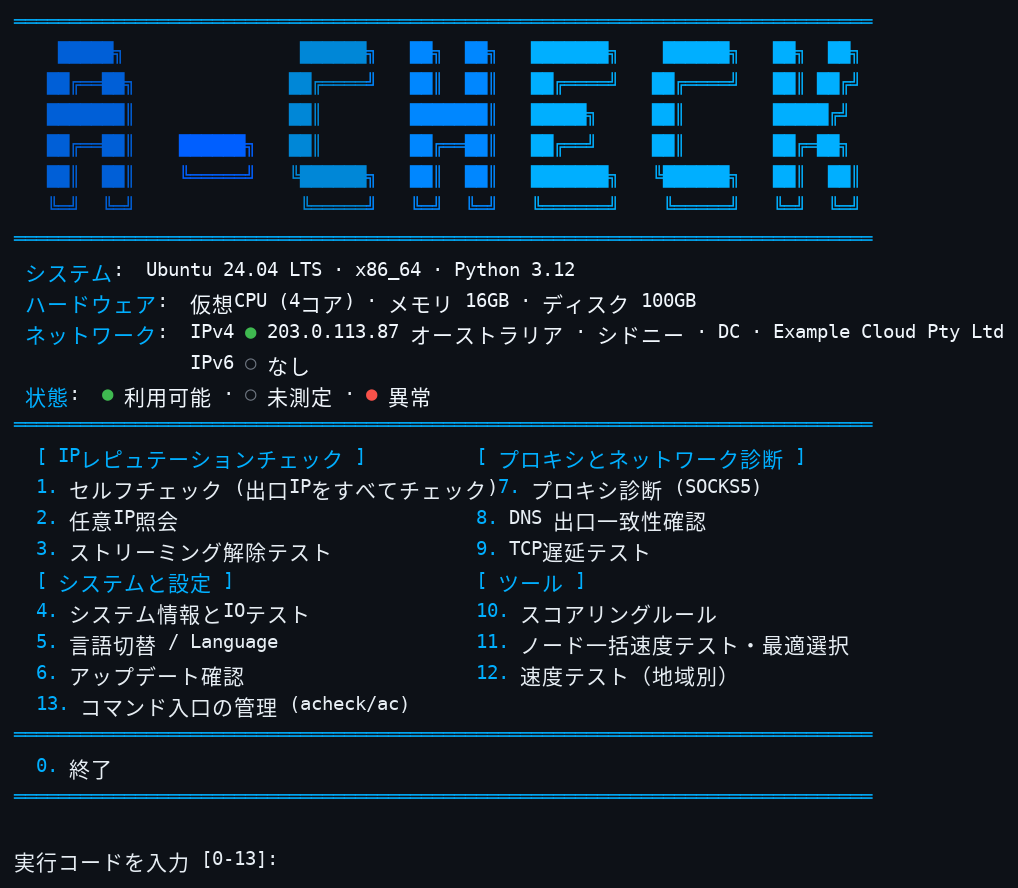 A_CHECK
システム: Ubuntu 24.04 LTS · x86_64 · Python 3.12
ハードウェア: 仮想CPU (4コア) · メモリ 16GB · ディスク 100GB
ネットワーク: IPv4 ● 203.0.113.87 オーストラリア · シドニー · DC · Example Cloud Pty Ltd
IPv6 ○ なし
状態: ● 利用可能 · ○ 未測定 · ● 異常
[ IPレピュテーションチェック ] [ プロキシとネットワーク診断 ]
1. セルフチェック (出口IPをすべてチェック)7. プロキシ診断 (SOCKS5)
2. 任意IP照会 8. DNS 出口一致性確認
3. ストリーミング解除テスト 9. TCP遅延テスト
[ システムと設定 ] [ ツール ]
4. システム情報とIOテスト 10. スコアリングルール
5. 言語切替 / Language 11. ノード一括速度テスト・最適選択
6. アップデート確認 12. 速度テスト（地域別）
13. コマンド入口の管理 (acheck/ac)
0. 終了
実行コードを入力 [0-13]: